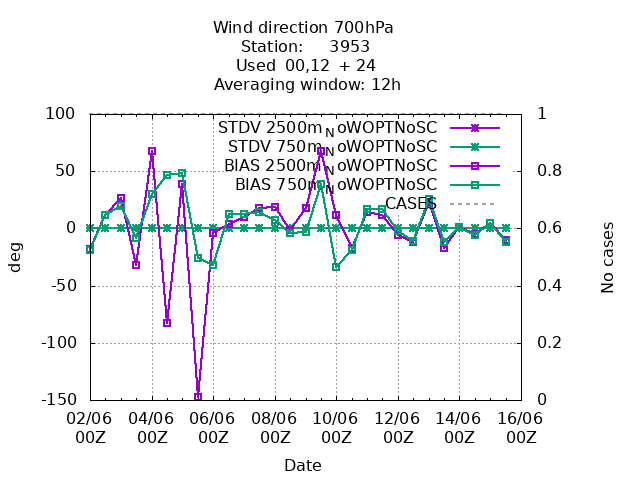 Wind direction 700hPa
Station: 3953
Used 00,12 + 24
Averaging window: 12h
STDV 2500m_NoWOPTNoSC
STDV 750m_NoWOPTNoSC
BIAS 2500m_NoWOPTNoSC
BIAS 750m_NoWOPTNoSC
CASES
100
50
0
-50
-100
-150
deg
1
0.8
0.6
0.4
0.2
0
No cases
02/06 04/06 06/06 08/06 10/06 12/06 14/06 16/06
00Z 00Z 00Z 00Z 00Z 00Z 00Z 00Z
Date